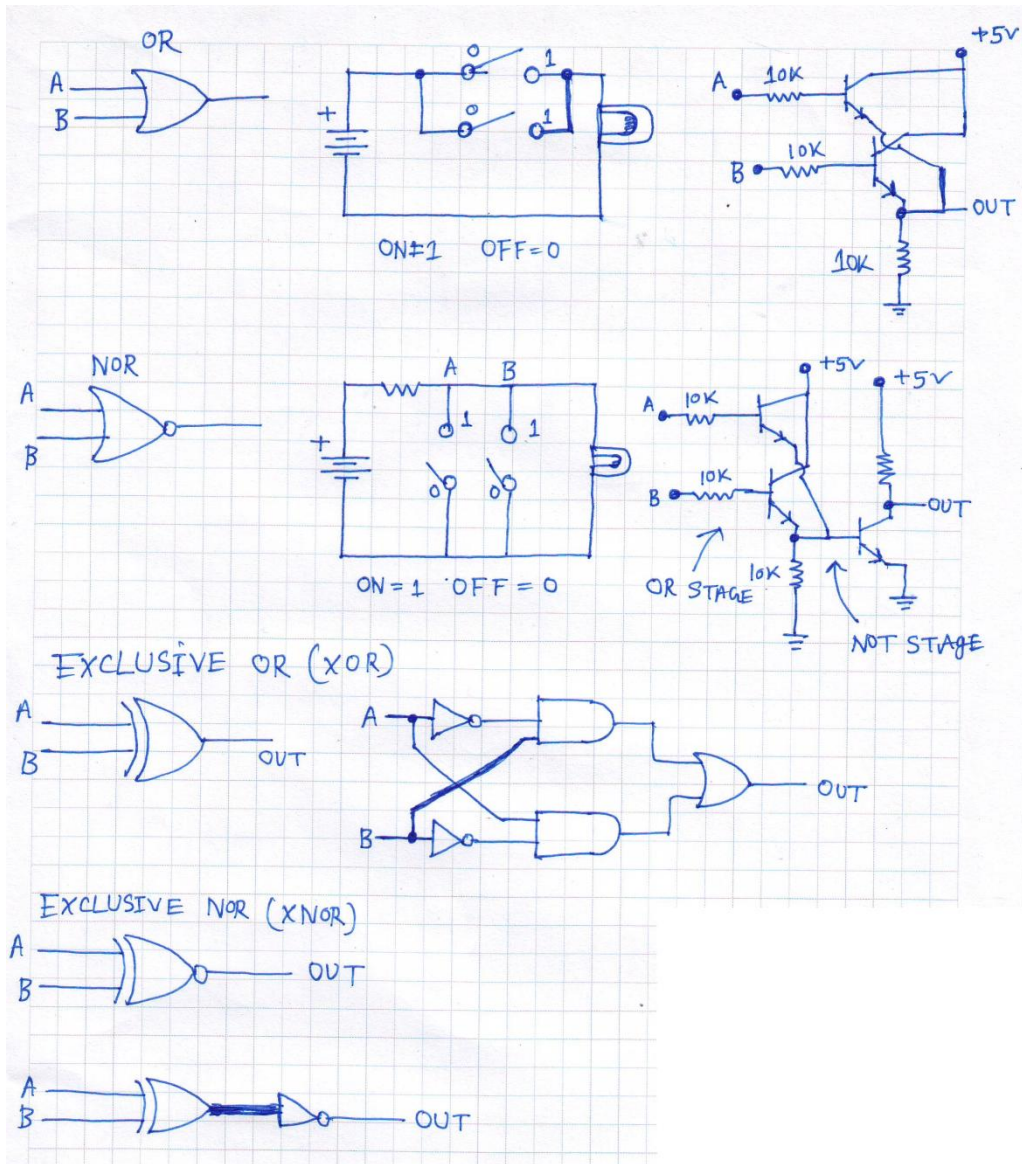 OR
A
B
+
0 1
0 1
ON=1 OFF=0
+5V
A 10K
B 10K
OUT
10K
NOR
A
B
+
A B
1 1
0 0
ON=1 OFF=0
+5V +5V
A 10K
B 10K
OUT
10K
OR STAGE
NOT STAGE
EXCLUSIVE OR (XOR)
A
B
OUT
A
B
OUT
EXCLUSIVE NOR (XNOR)
A
B
OUT
A
B
OUT